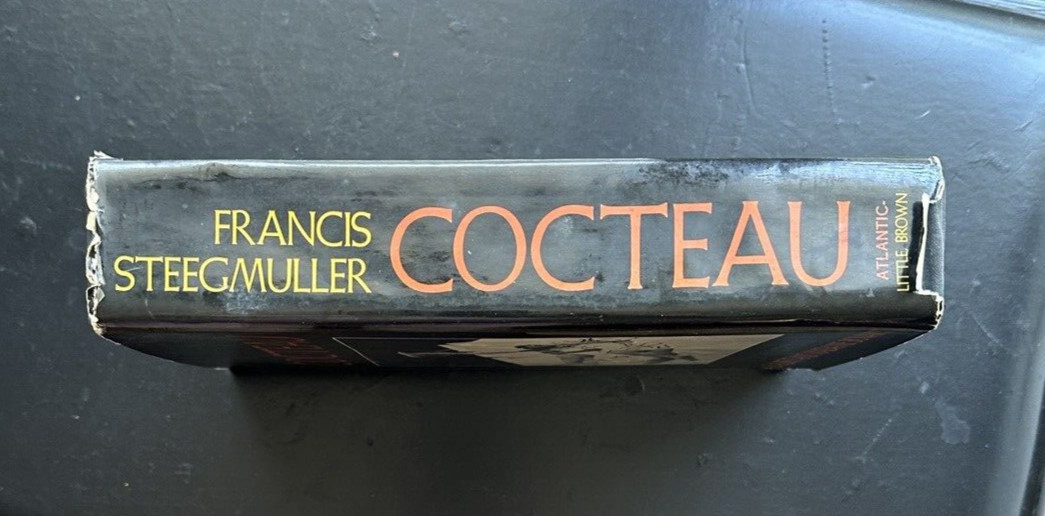 FRANCIS
STEEGMULLER
COCTEAU
ATLANTIC-
LITTLE BROWN